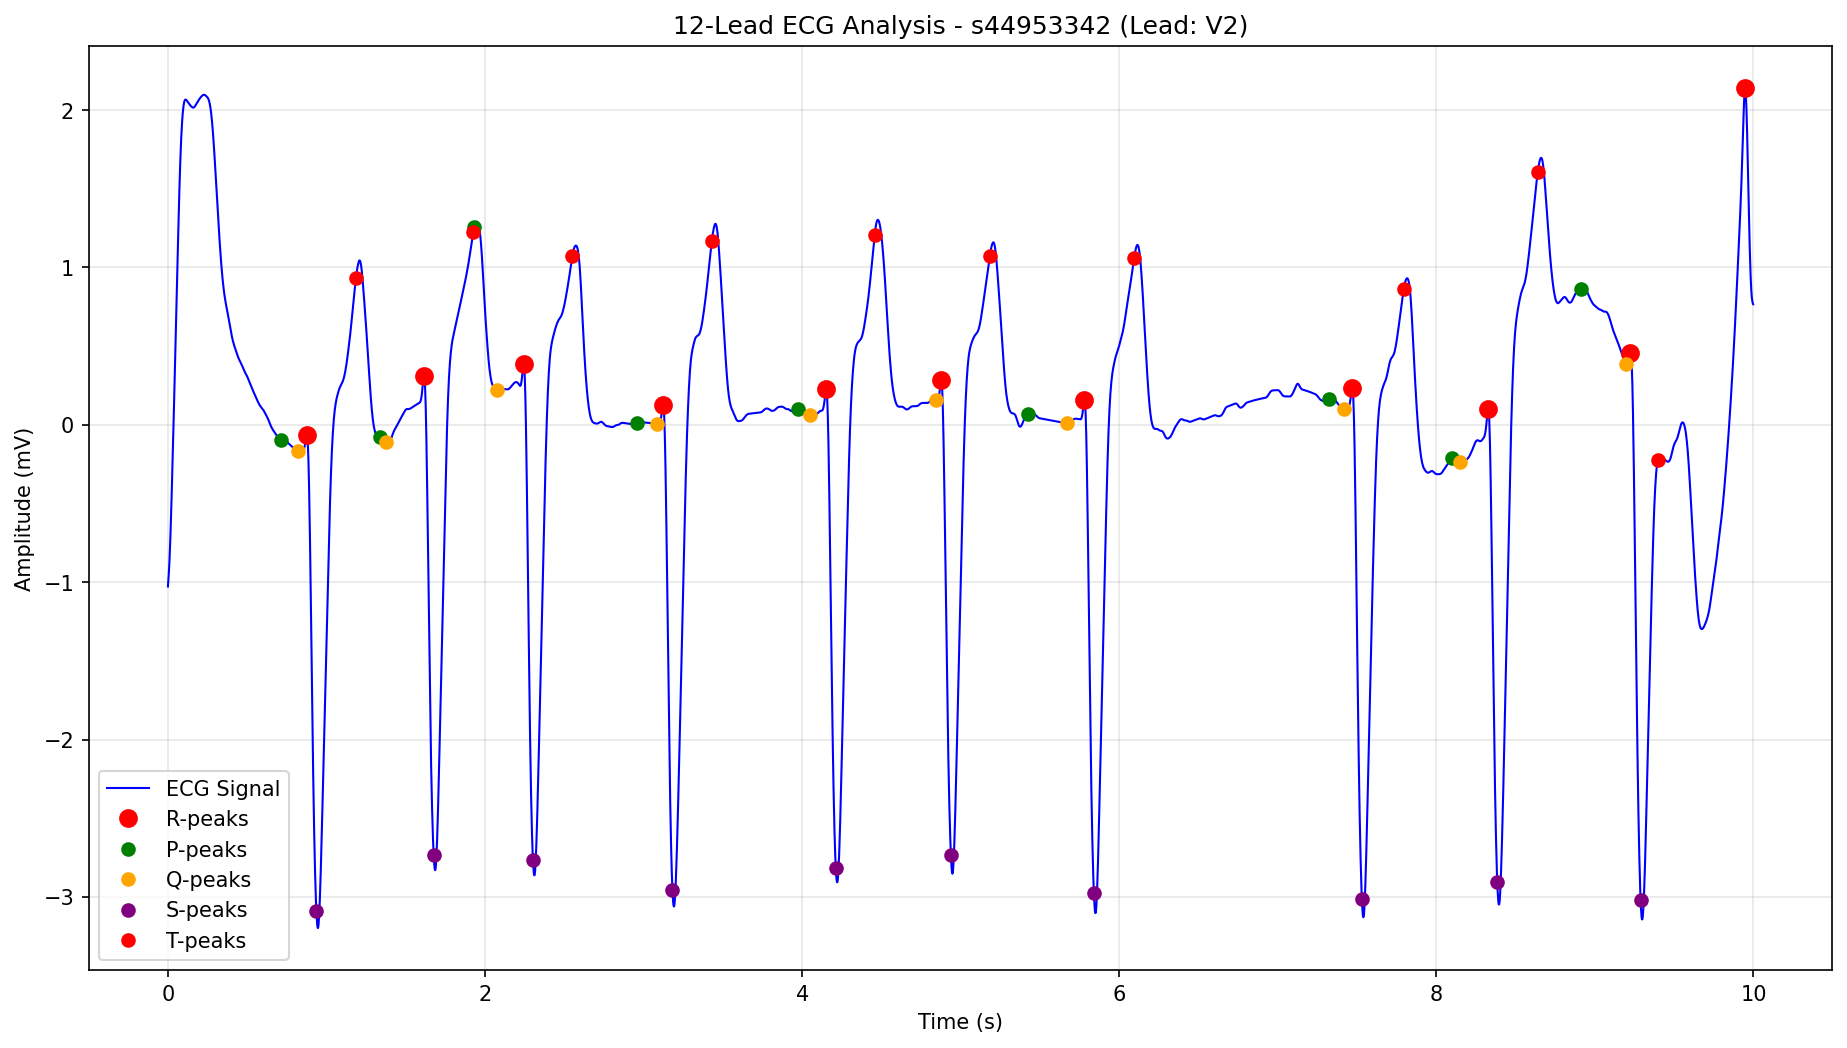 12-Lead ECG Analysis - s44953342 (Lead: V2)
Amplitude (mV)
2
1
0
−1
−2
−3
ECG Signal
R-peaks
P-peaks
Q-peaks
S-peaks
T-peaks
0 2 4 6 8 10
Time (s)